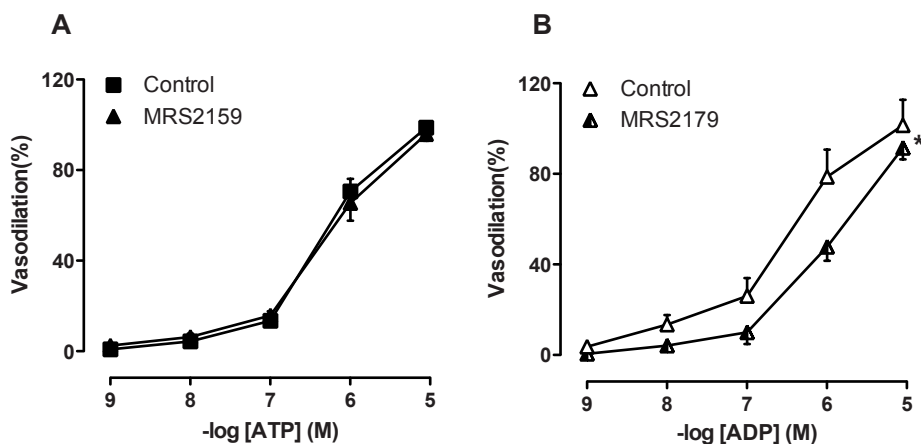 A
Control
MRS2159
120
80
40
0
Vasodilation(%)
9 8 7 6 5
-log [ATP] (M)
B
Control
MRS2179
120
80
40
0
Vasodilation(%)
*
9 8 7 6 5
-log [ADP] (M)